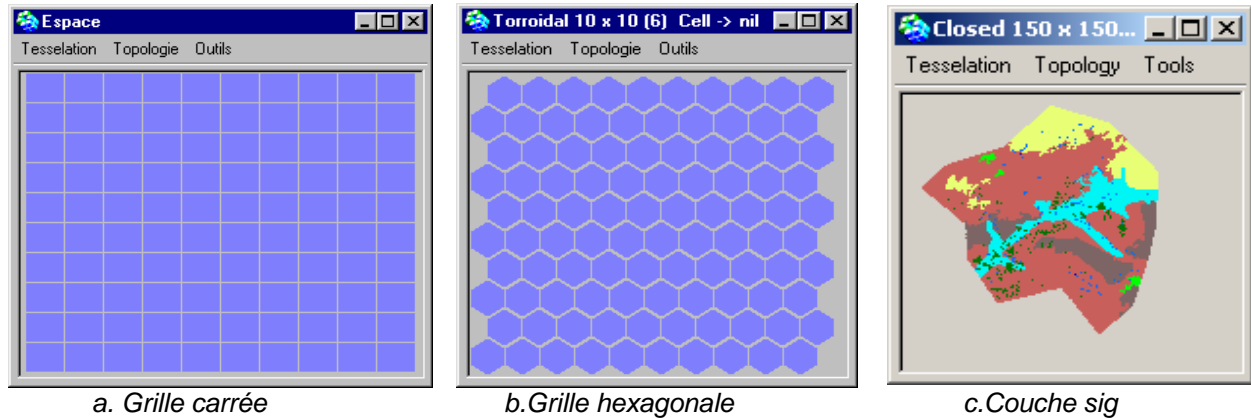 Espace
Tesselation Topologie Outils
Torroidal 10 x 10 (6) Cell -> nil
Tesselation Topologie Outils
Closed 150 x 150...
Tesselation Topology Tools
a. Grille carrée
b.Grille hexagonale
c.Couche sig